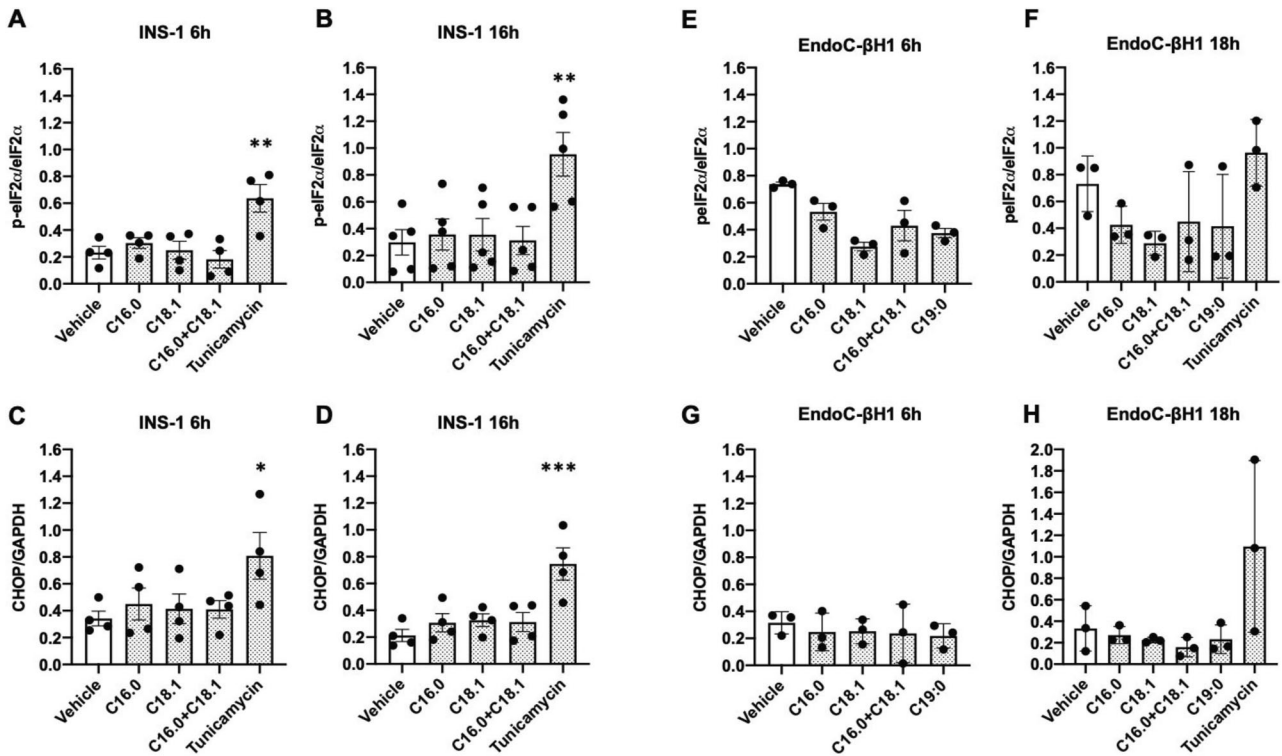 A
INS-1 6h
p-eIF2α/eIF2α
1.6
1.4
1.2
1.0
0.8
0.6
0.4
0.2
0.0
**
Vehicle
C16.0
C18.1
C16.0+C18.1
Tunicamycin
B
INS-1 16h
p-eIF2α/eIF2α
1.6
1.4
1.2
1.0
0.8
0.6
0.4
0.2
0.0
**
Vehicle
C16.0
C18.1
C16.0+C18.1
Tunicamycin
E
EndoC-βH1 6h
peIF2α/eIF2α
1.6
1.4
1.2
1.0
0.8
0.6
0.4
0.2
0.0
Vehicle
C16.0
C18.1
C16.0+C18.1
C19:0
F
EndoC-βH1 18h
peIF2α/eIF2α
1.6
1.4
1.2
1.0
0.8
0.6
0.4
0.2
0.0
Vehicle
C16.0
C18.1
C16.0+C18.1
C19:0
Tunicamycin
C
INS-1 6h
CHOP/GAPDH
1.6
1.4
1.2
1.0
0.8
0.6
0.4
0.2
0.0
*
Vehicle
C16.0
C18.1
C16.0+C18.1
Tunicamycin
D
INS-1 16h
CHOP/GAPDH
1.6
1.4
1.2
1.0
0.8
0.6
0.4
0.2
0.0
***
Vehicle
C16.0
C18.1
C16.0+C18.1
Tunicamycin
G
EndoC-βH1 6h
CHOP/GAPDH
1.6
1.4
1.2
1.0
0.8
0.6
0.4
0.2
0.0
Vehicle
C16.0
C18.1
C16.0+C18.1
C19:0
H
EndoC-βH1 18h
CHOP/GAPDH
2.0
1.8
1.6
1.4
1.2
1.0
0.8
0.6
0.4
0.2
0.0
Vehicle
C16.0
C18.1
C16.0+C18.1
C19:0
Tunicamycin